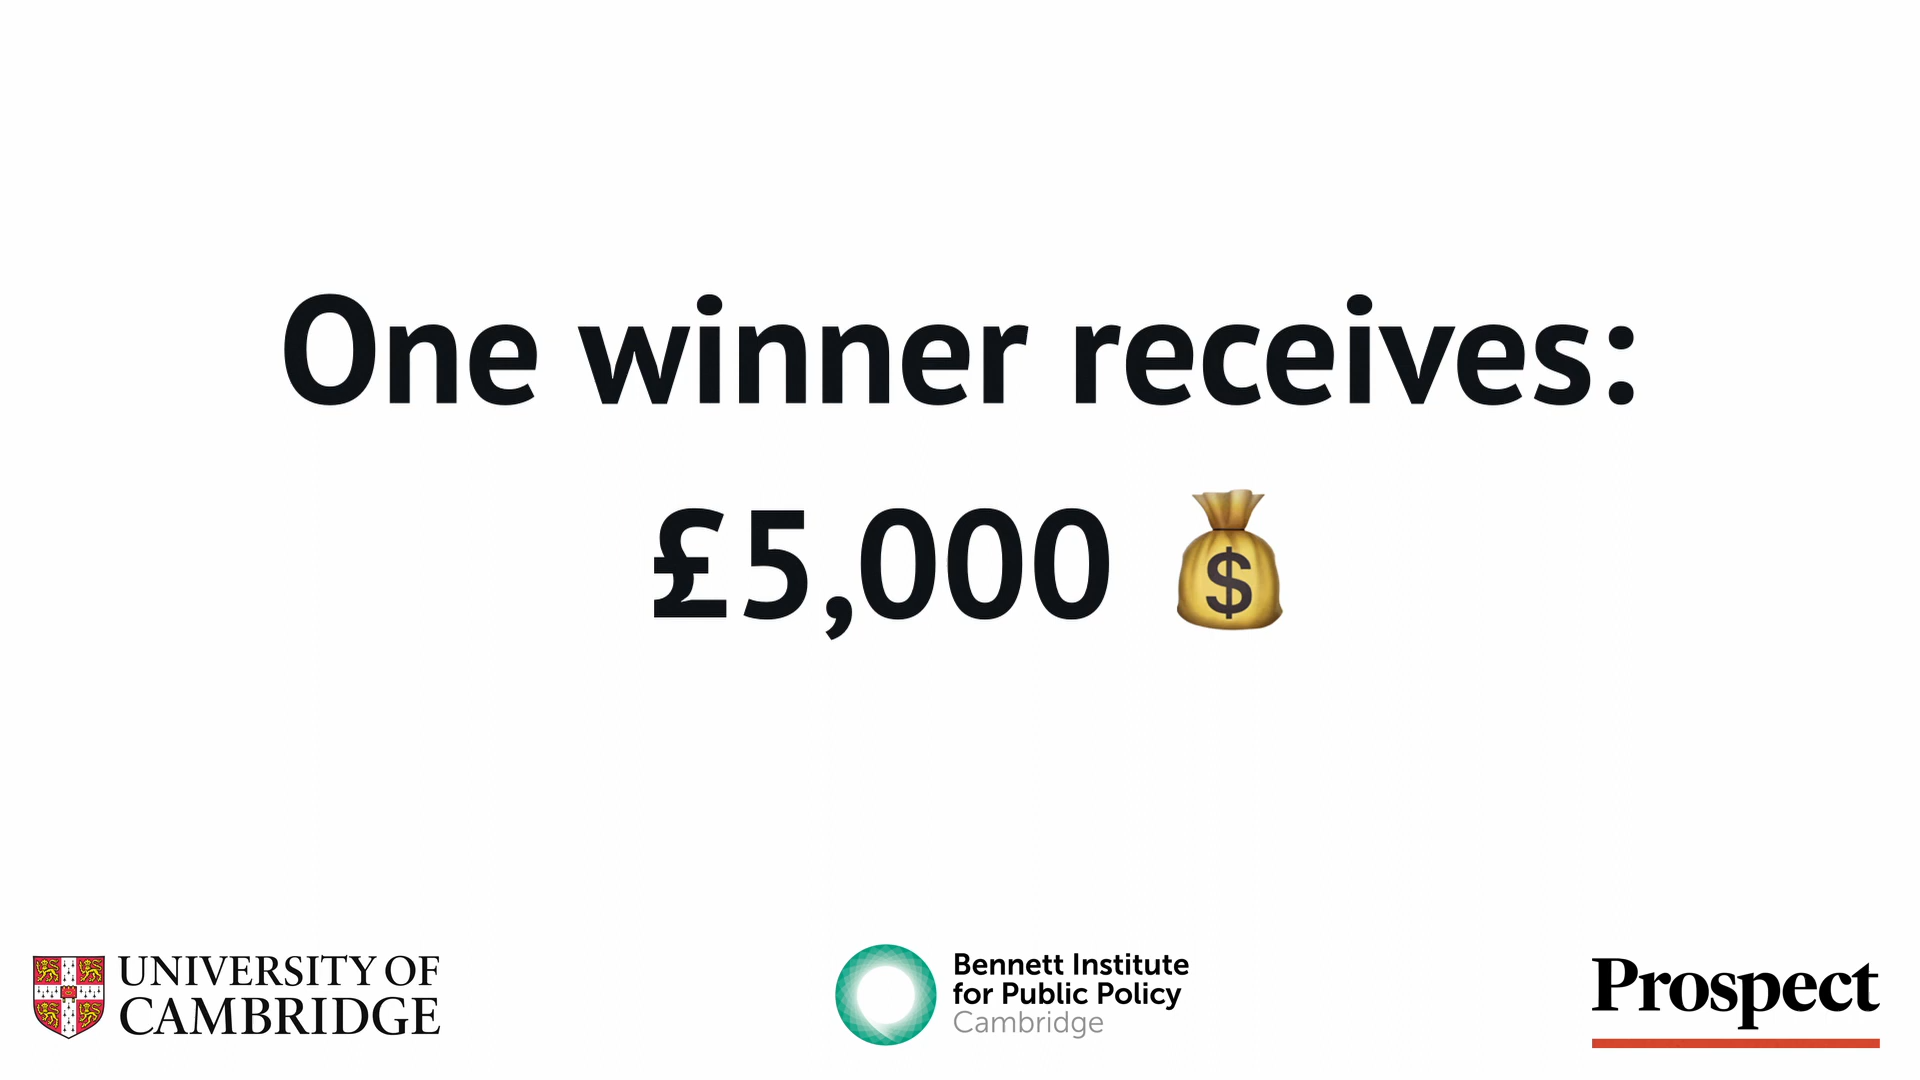 One winner receives:
£5,000 💰
UNIVERSITY OF
CAMBRIDGE
Bennett Institute
for Public Policy
Cambridge
Prospect